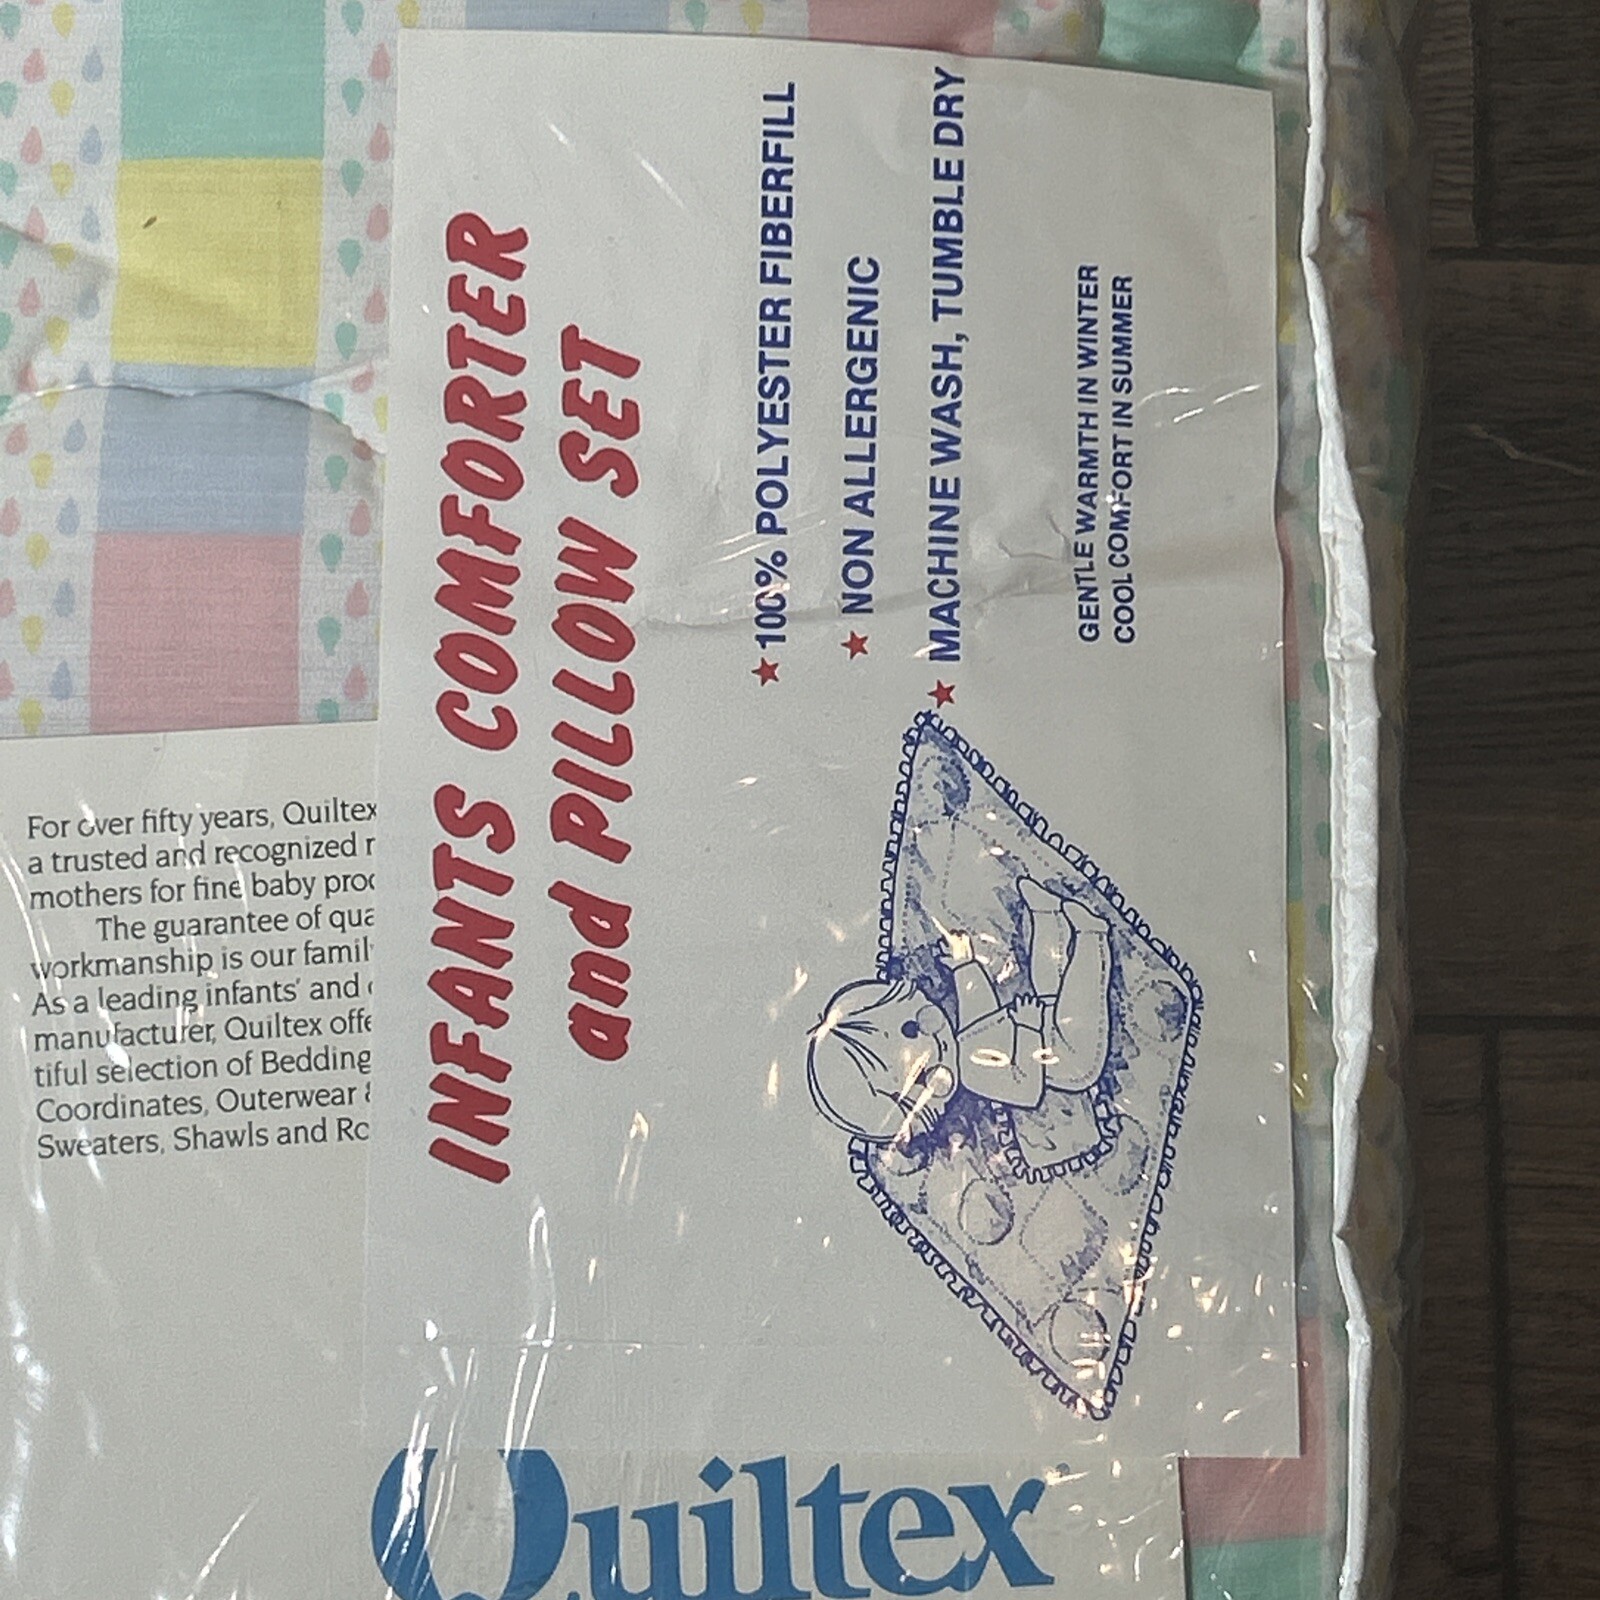 INFANTS COMFORTER
and PILLOW SET
★ 100% POLYESTER FIBERFILL
★ NON ALLERGENIC
★ MACHINE WASH, TUMBLE DRY
GENTLE WARMTH IN WINTER
COOL COMFORT IN SUMMER
For over fifty years, Quiltex
a trusted and recognized
mothers for fine baby
The guarantee of
workmanship is our
As a leading infants' and
manufacturer, Quiltex
tiful selection of Bedding
Coordinates, Outerwear
Sweaters, Shawls and
Quiltex